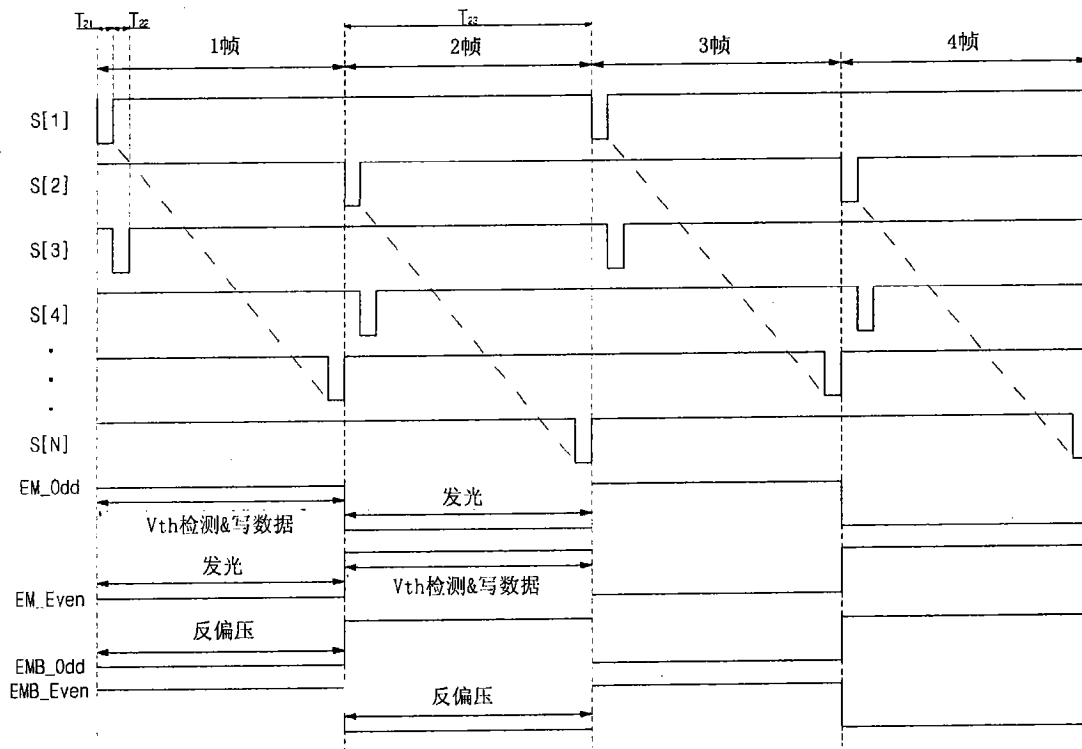 T₂₁ T₂₂ T₂₃
1帧 2帧 3帧 4帧
S[1]
S[2]
S[3]
S[4]
S[N]
EM_Odd
发光
Vth检测&写数据
发光
Vth检测&写数据
EM_Even
反偏压
EMB_Odd
EMB_Even
反偏压